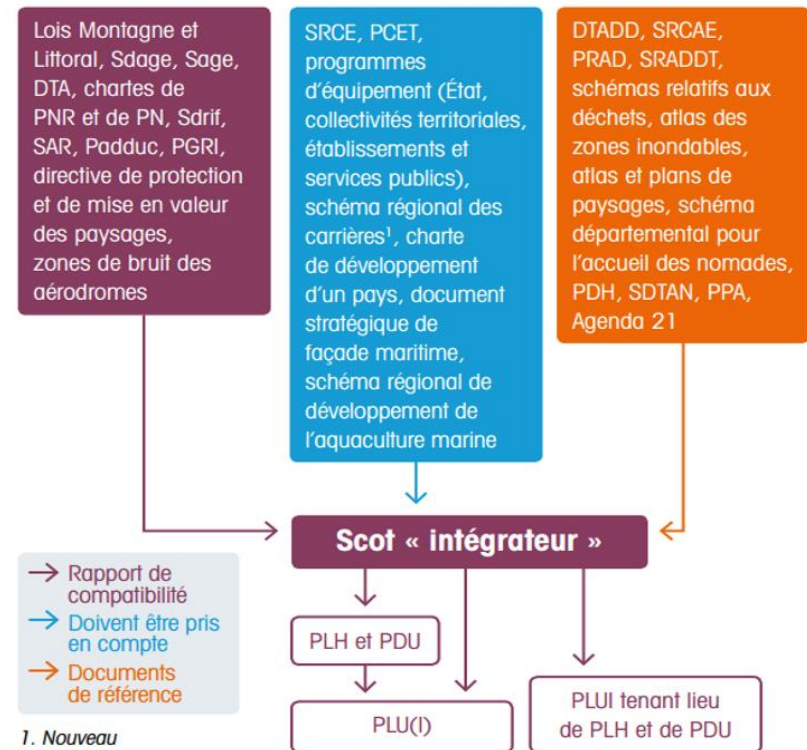 Lois Montagne et
Littoral, Sdage, Sage,
DTA, chartes de
PNR et de PN, Sdrif,
SAR, Padduc, PGRI,
directive de protection
et de mise en valeur
des paysages,
zones de bruit des
aérodromes
SRCE, PCET,
programmes
d'équipement (État,
collectivités territoriales,
établissements et
services publics),
schéma régional des
carrières¹, charte
de développement
d'un pays, document
stratégique de
façade maritime,
schéma régional de
développement de
l'aquaculture marine
DTADD, SRCAE,
PRAD, SRADDT,
schémas relatifs aux
déchets, atlas des
zones inondables,
atlas et plans de
paysages, schéma
départemental pour
l'accueil des nomades,
PDH, SDTAN, PPA,
Agenda 21
Scot « intégrateur »
Rapport de
compatibilité
Doivent être pris
en compte
Documents
de référence
PLH et PDU
PLU(I)
PLUI tenant lieu
de PLH et de PDU
1. Nouveau